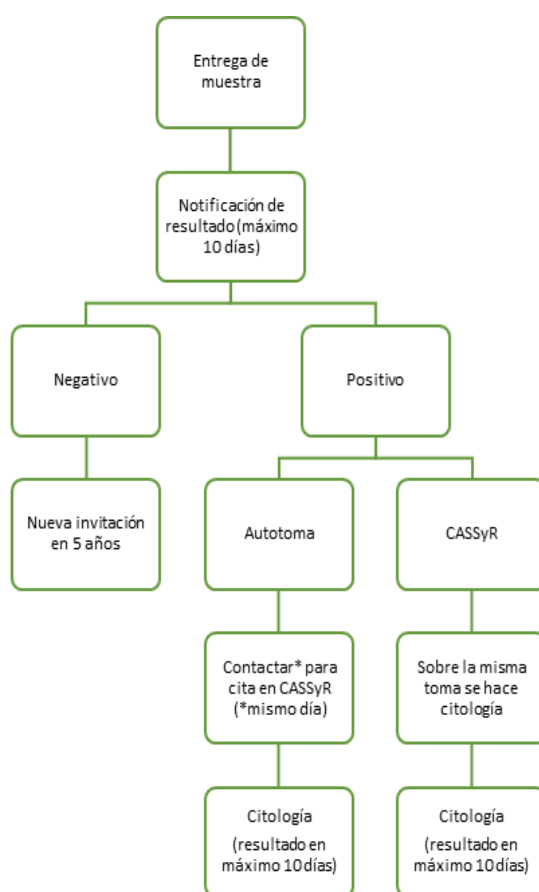 Entrega de
muestra
Notificación de
resultado (máximo
10 días)
Negativo
Positivo
Nueva invitación
en 5 años
Autotoma
CASSyR
Contactar* para
cita en CASSyR
(*mismo día)
Sobre la misma
toma se hace
citología
Citología
(resultado en
máximo 10 días)
Citología
(resultado en
máximo 10 días)